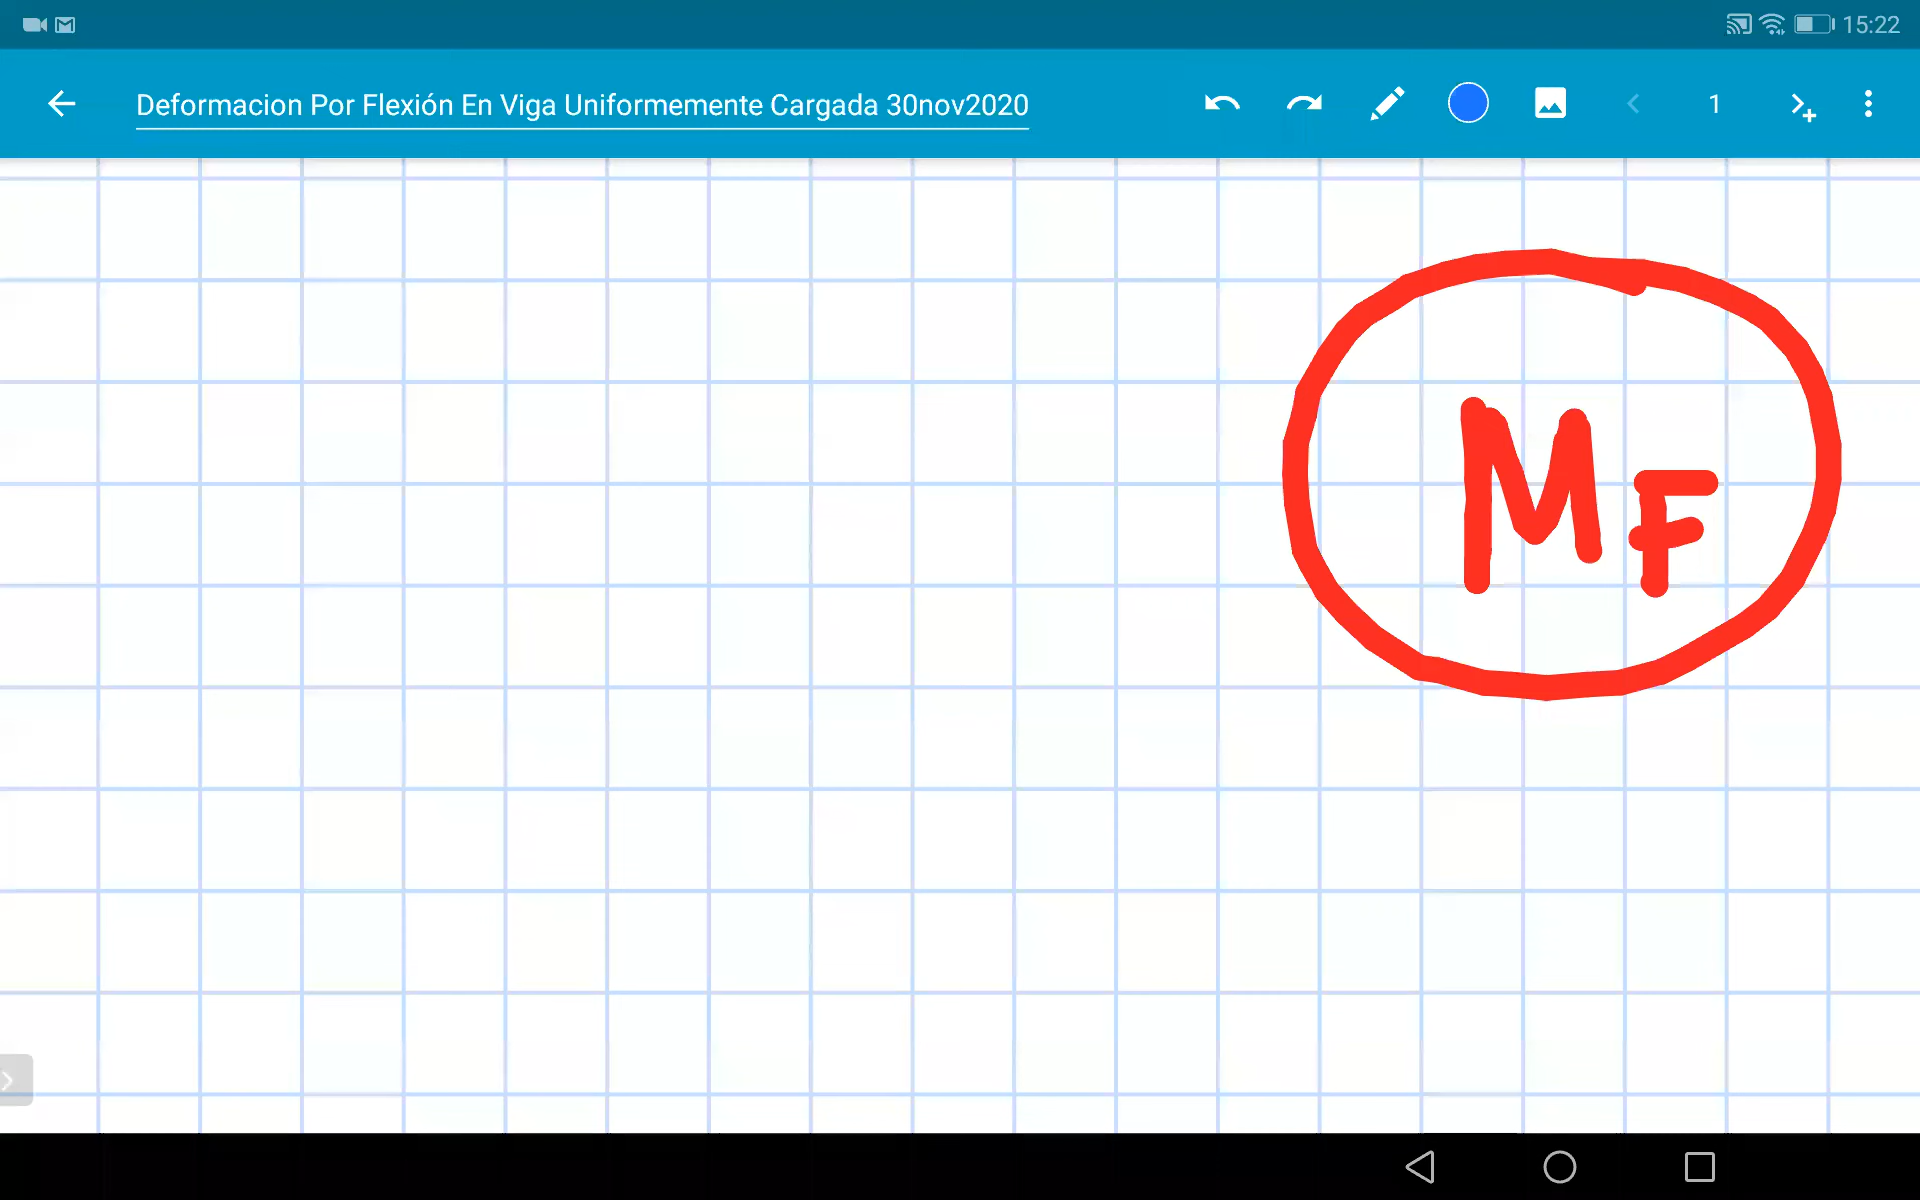 15:22
Deformacion Por Flexión En Viga Uniformemente Cargada 30nov2020
1
MF